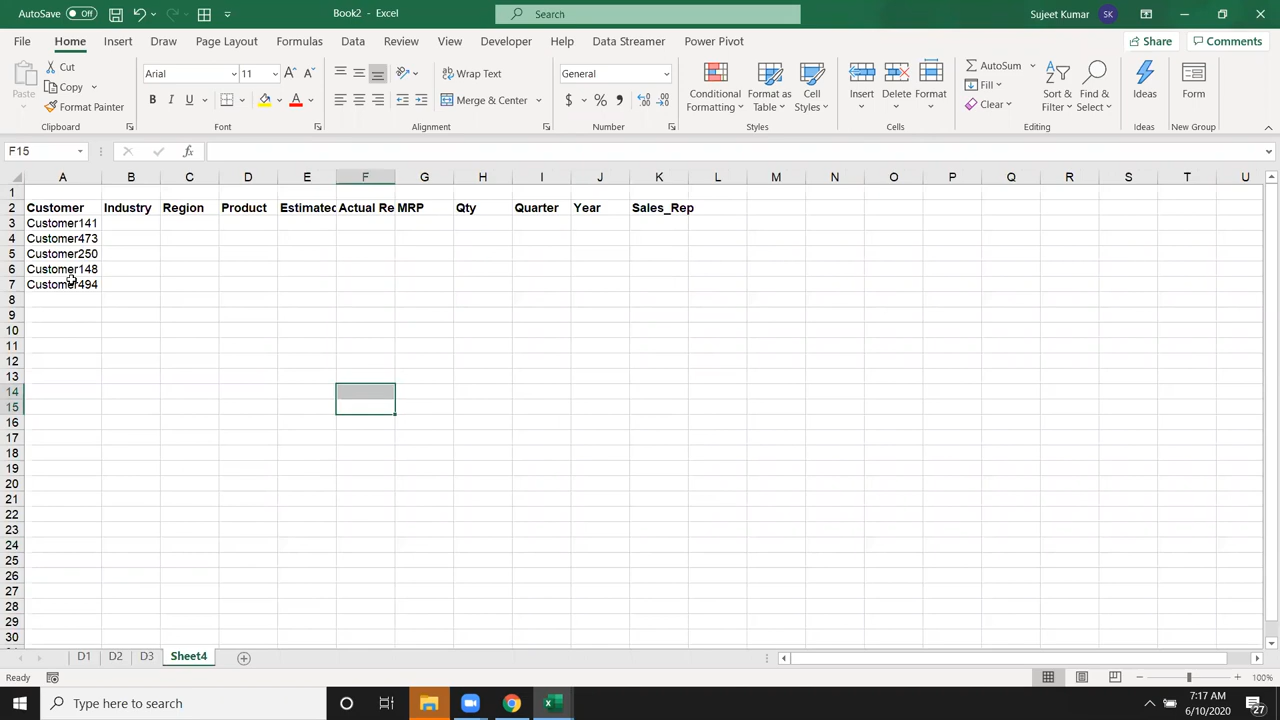 AutoSave Off Book2 - Excel Search Sujeet Kumar SK
File Home Insert Draw Page Layout Formulas Data Review View Developer Help Data Streamer Power Pivot Share Comments
Paste Cut Copy Format Painter Clipboard
Arial 11 B I U Font
Wrap Text Merge & Center Alignment
General $ % Number
Conditional Formatting Format as Table Cell Styles Styles
Insert Delete Format Cells
AutoSum Fill Clear Sort & Filter Find & Select Editing
Ideas Ideas
Form New Group
F15 fx
A B C D E F G H I J K L M N O P Q R S T U
1
2 Customer Industry Region Product Estimated Actual Re MRP Qty Quarter Year Sales_Rep
3 Customer141
4 Customer473
5 Customer250
6 Customer148
7 Customer494
8
9
10
11
12
13
14
15
16
17
18
19
20
21
22
23
24
25
26
27
28
29
30
D1 D2 D3 Sheet4
Ready 100%
Type here to search 7:17 AM
6/10/2020 27